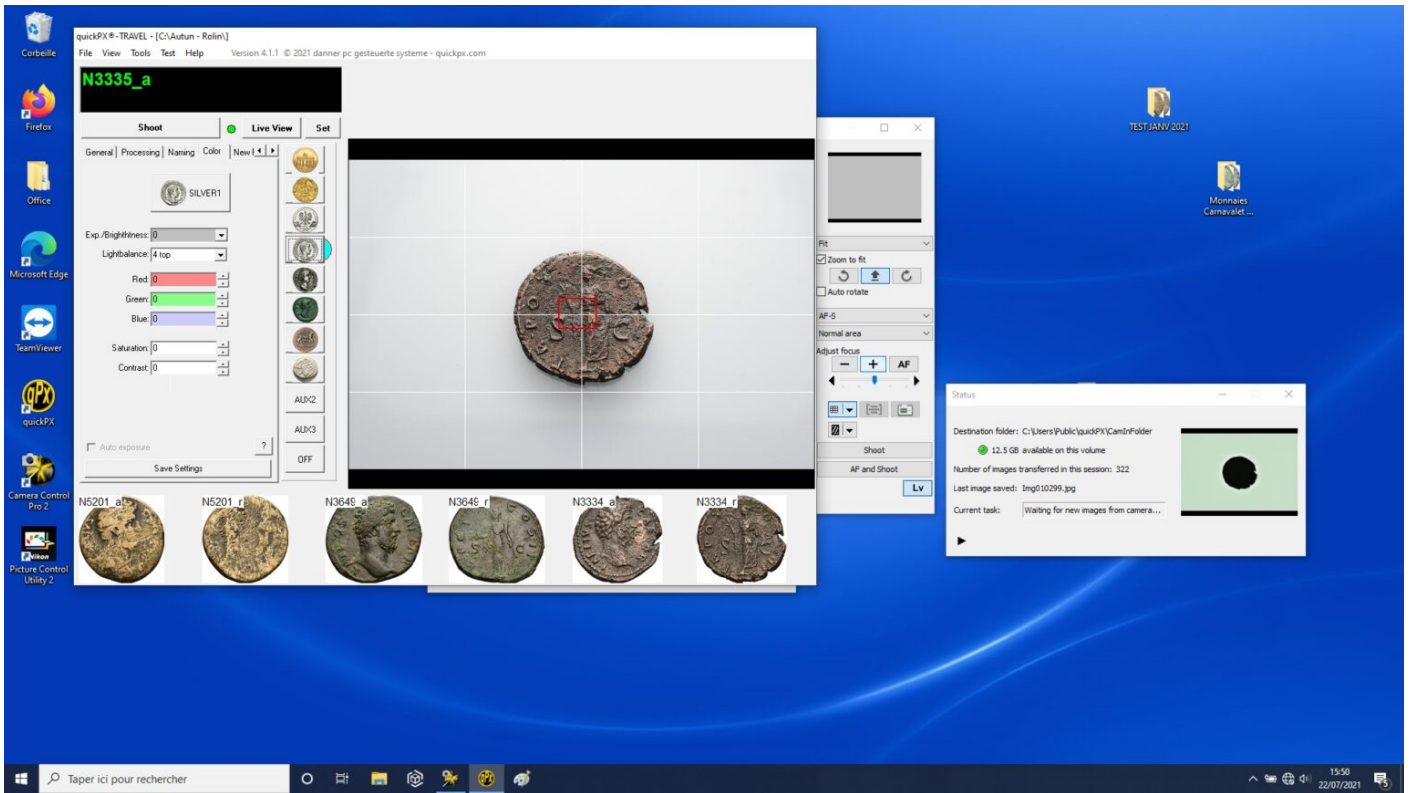 Corbeille
Firefox
Office
Microsoft Edge
TeamViewer
quickPX
Camera Control
Pro 2
Nikon
Picture Control
Utility 2
quickPX®-TRAVEL - [C:\Autun - Rolin\]
File View Tools Test Help Version 4.1.1 © 2021 danner pc gesteuerte systeme - quickpx.com
N3335_a
Shoot Live View Set
General Processing Naming Color New
SILVER1
Exp./Brighthtness: 0
Lightbalance: 4 top
Red: 0
Green: 0
Blue: 0
Saturation: 0
Contrast: 0
Auto exposure ?
Save Settings
AUX2
AUX3
OFF
N5201_a N5201_r N3649_a N3649_r N3334_a N3334_r
Fit
Zoom to fit
Auto rotate
AF-S
Normal area
Adjust focus
AF
Shoot
AF and Shoot
Lv
TEST JANV 2021
Monnaies
Carnavalet ...
Status
Destination folder: C:\Users\Public\quickPX\CamInFolder
12.5 GB available on this volume
Number of images transferred in this session: 322
Last image saved: Img010299.jpg
Current task: Waiting for new images from camera...
Taper ici pour rechercher
15:50
22/07/2021
5